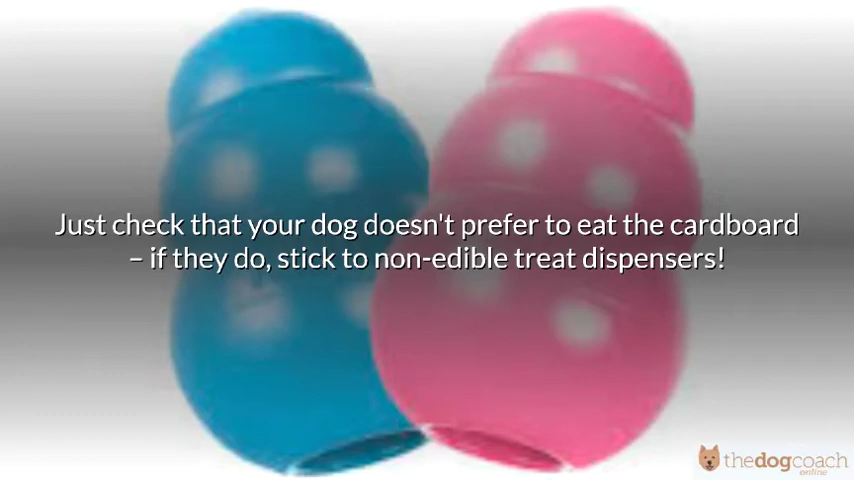 Just check that your dog doesn't prefer to eat the cardboard
– if they do, stick to non-edible treat dispensers!
thedogcoach
online